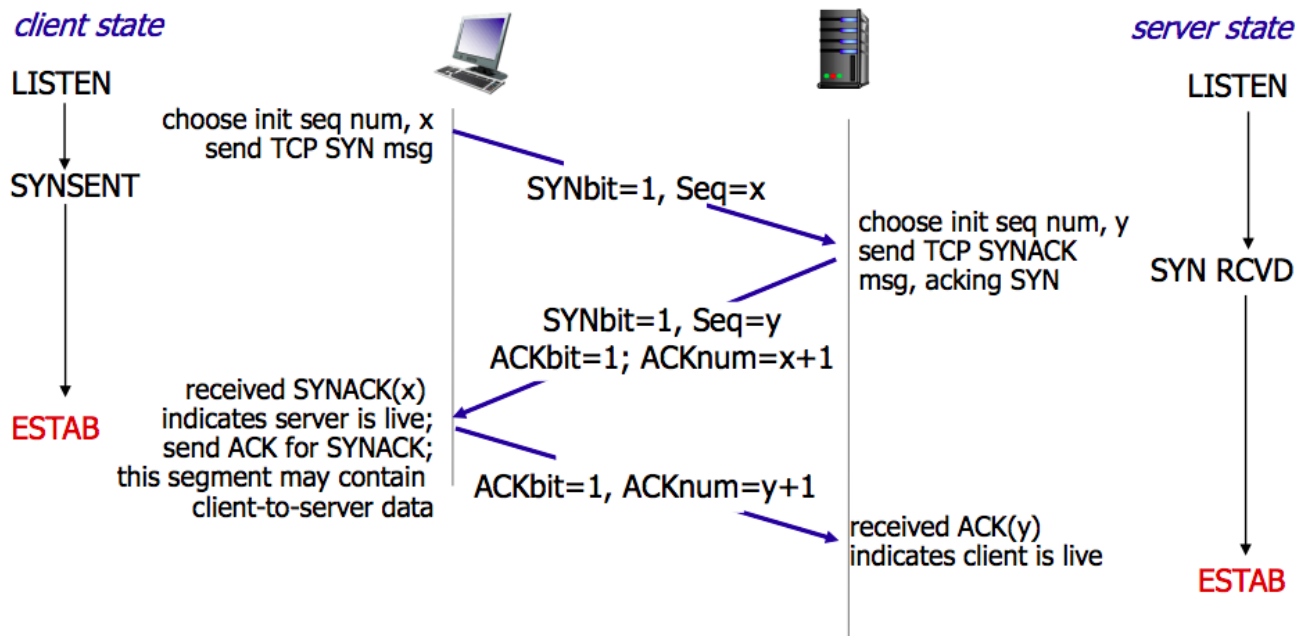 client state
server state
LISTEN
LISTEN
choose init seq num, x
send TCP SYN msg
SYNSENT
SYNbit=1, Seq=x
choose init seq num, y
send TCP SYNACK
msg, acking SYN
SYN RCVD
SYNbit=1, Seq=y
ACKbit=1; ACKnum=x+1
received SYNACK(x)
indicates server is live;
send ACK for SYNACK;
this segment may contain
client-to-server data
ESTAB
ACKbit=1, ACKnum=y+1
received ACK(y)
indicates client is live
ESTAB